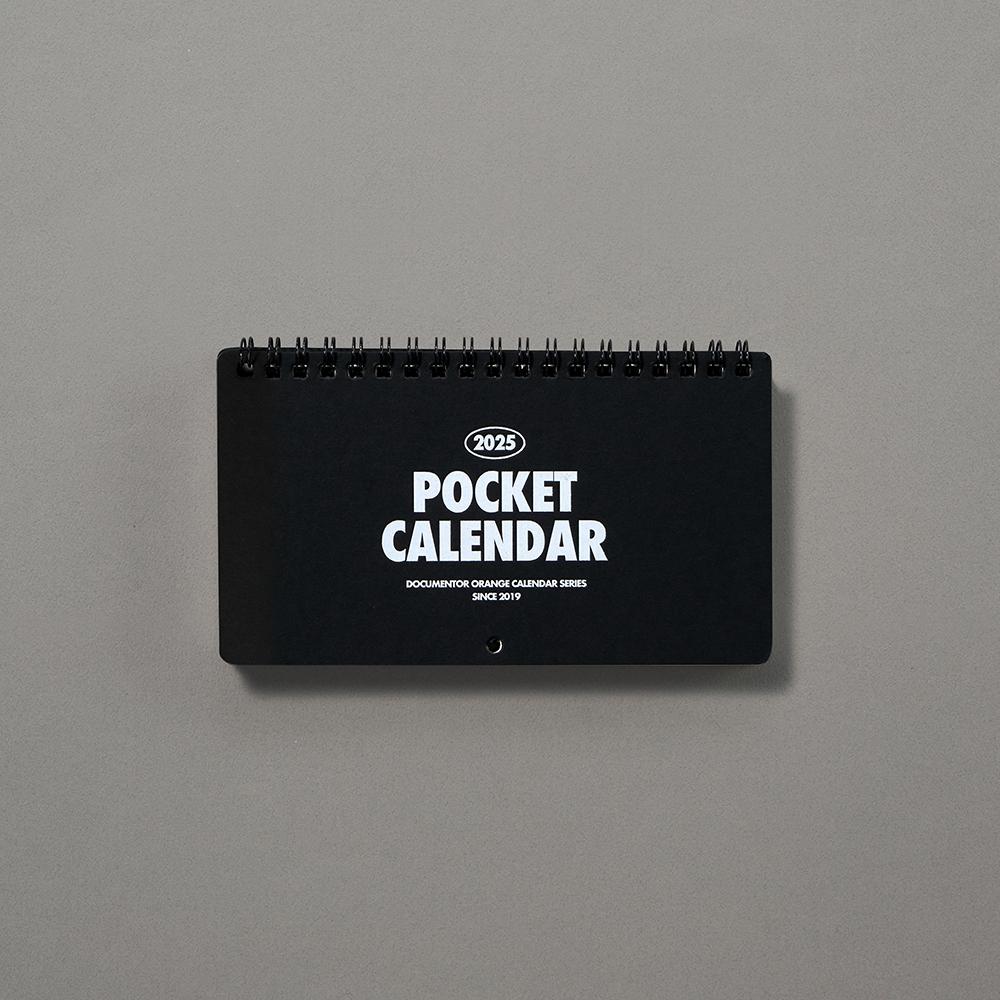 2025
POCKET
CALENDAR
DOCUMENTOR ORANGE CALENDAR SERIES
SINCE 2019